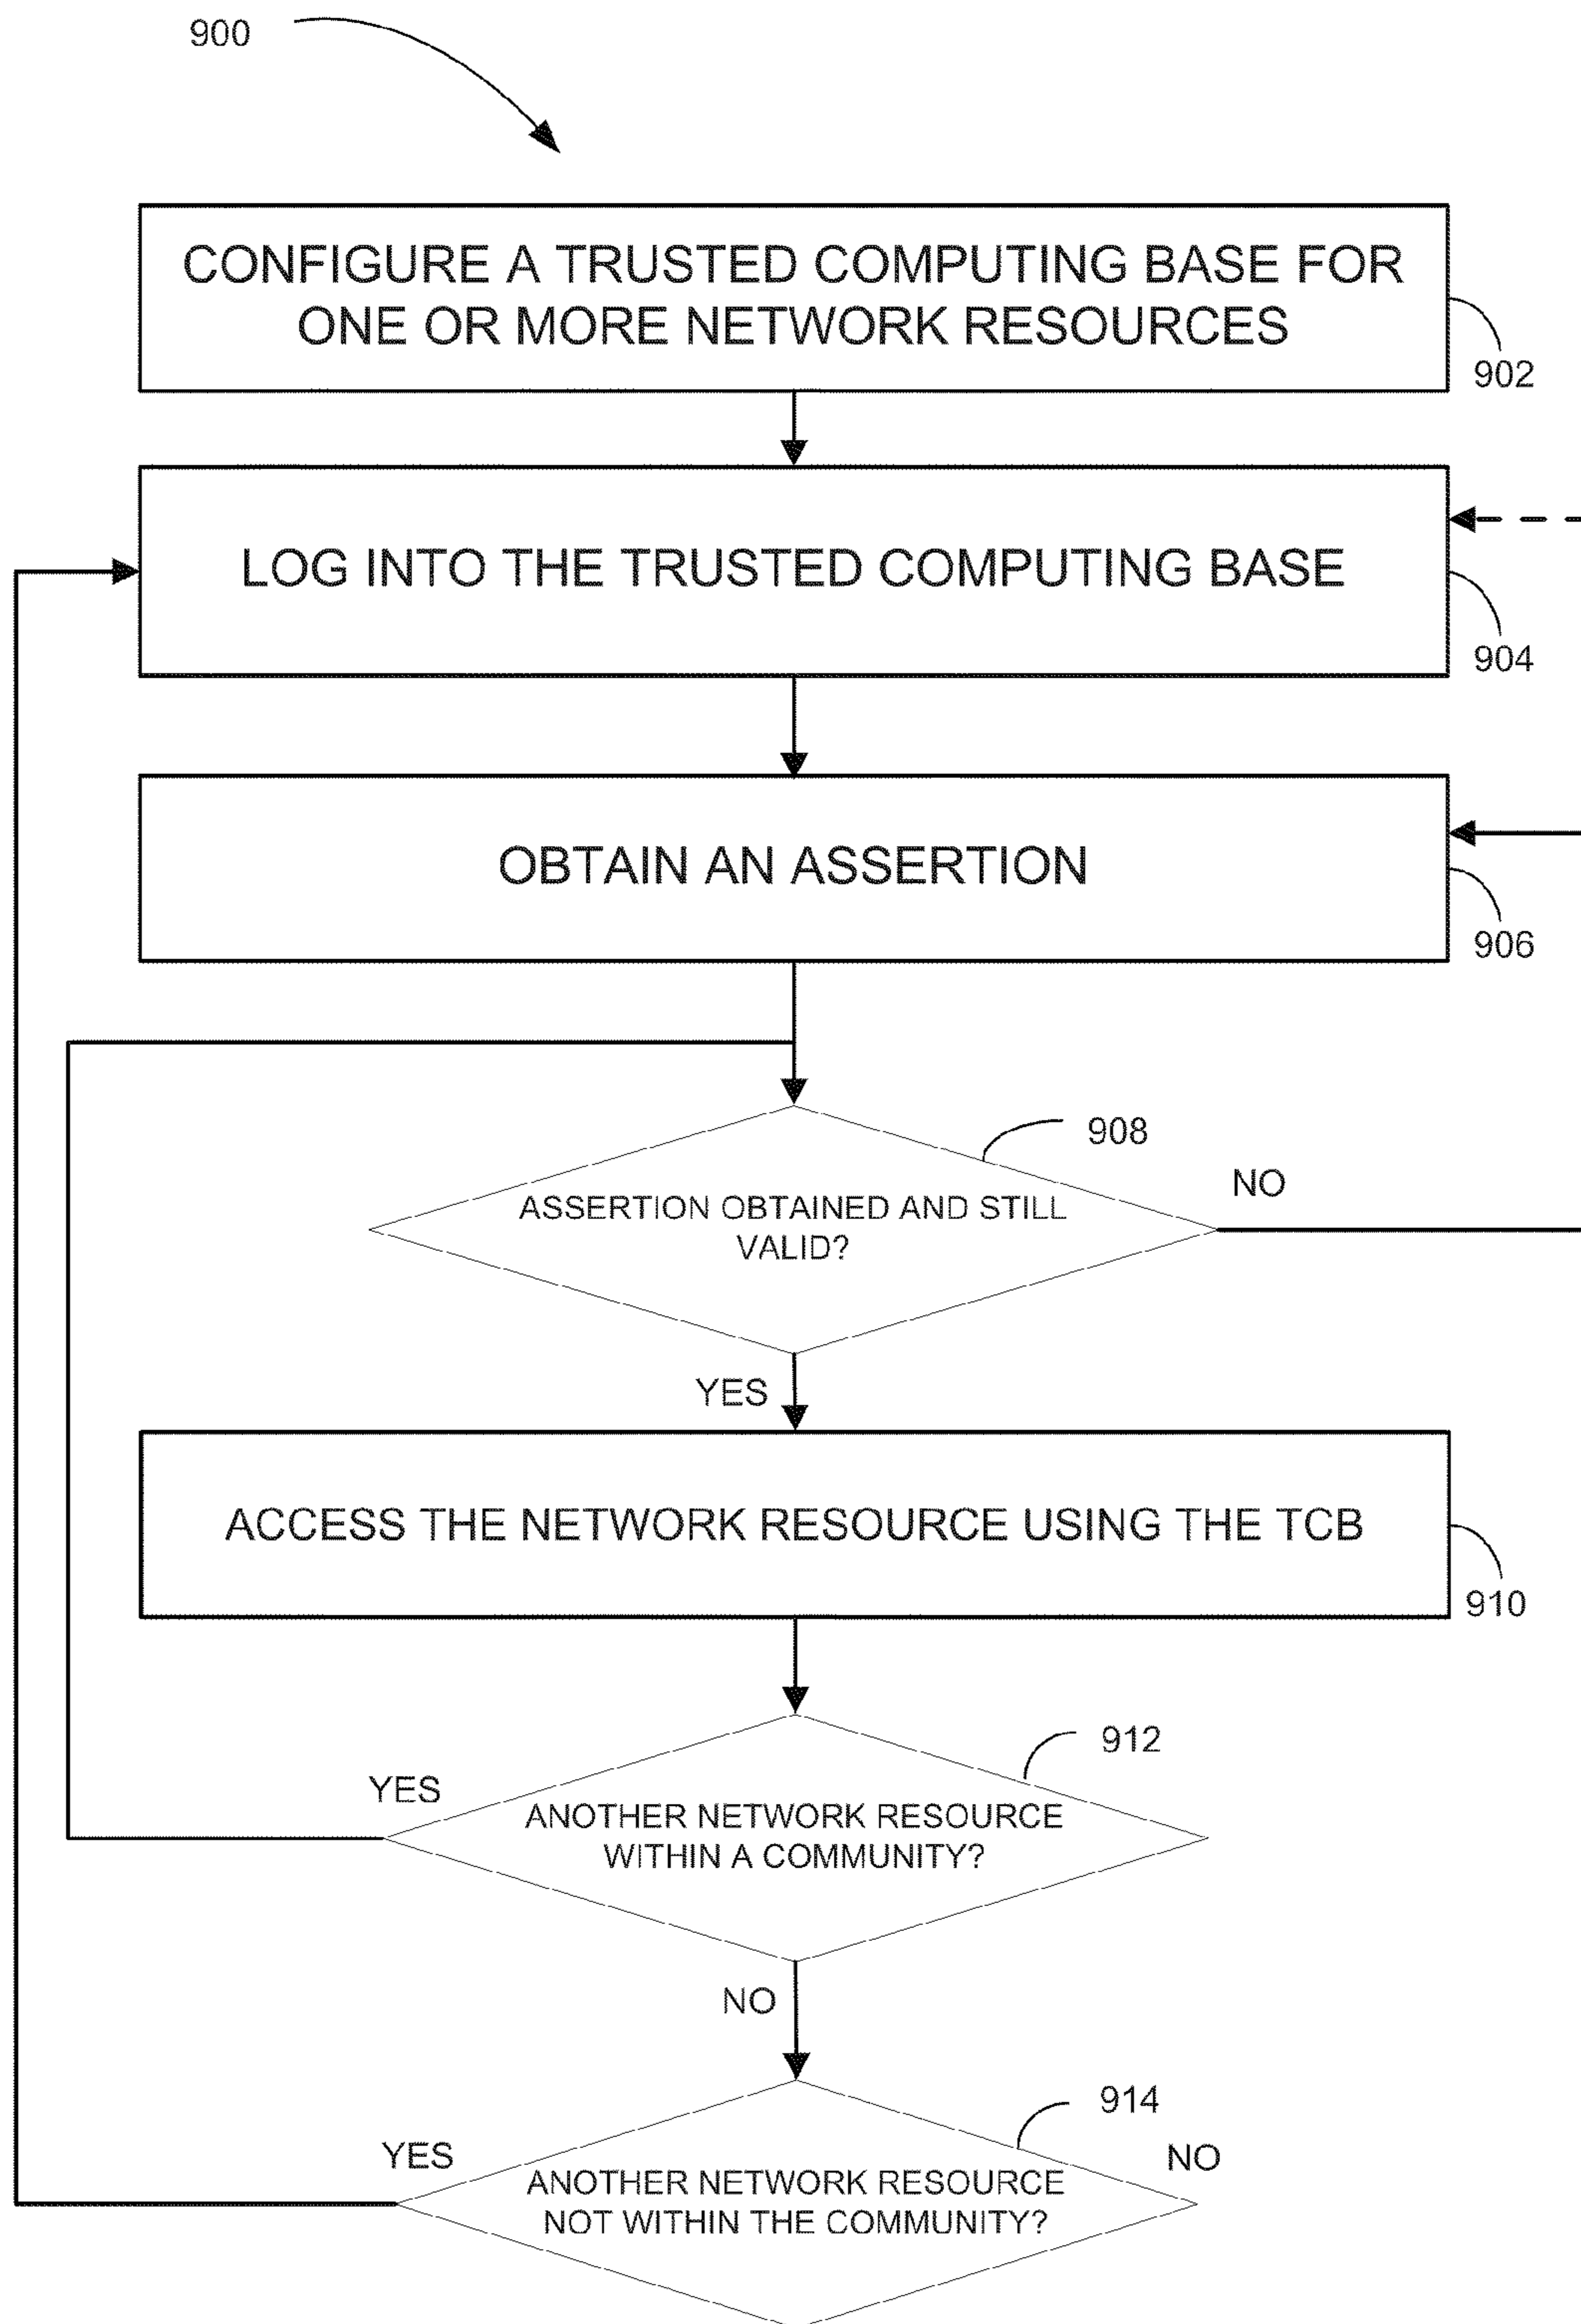 900
CONFIGURE A TRUSTED COMPUTING BASE FOR
ONE OR MORE NETWORK RESOURCES
902
LOG INTO THE TRUSTED COMPUTING BASE
904
OBTAIN AN ASSERTION
906
908
NO
ASSERTION OBTAINED AND STILL
VALID?
YES
ACCESS THE NETWORK RESOURCE USING THE TCB
910
912
YES
ANOTHER NETWORK RESOURCE
WITHIN A COMMUNITY?
NO
914
YES
NO
ANOTHER NETWORK RESOURCE
NOT WITHIN THE COMMUNITY?